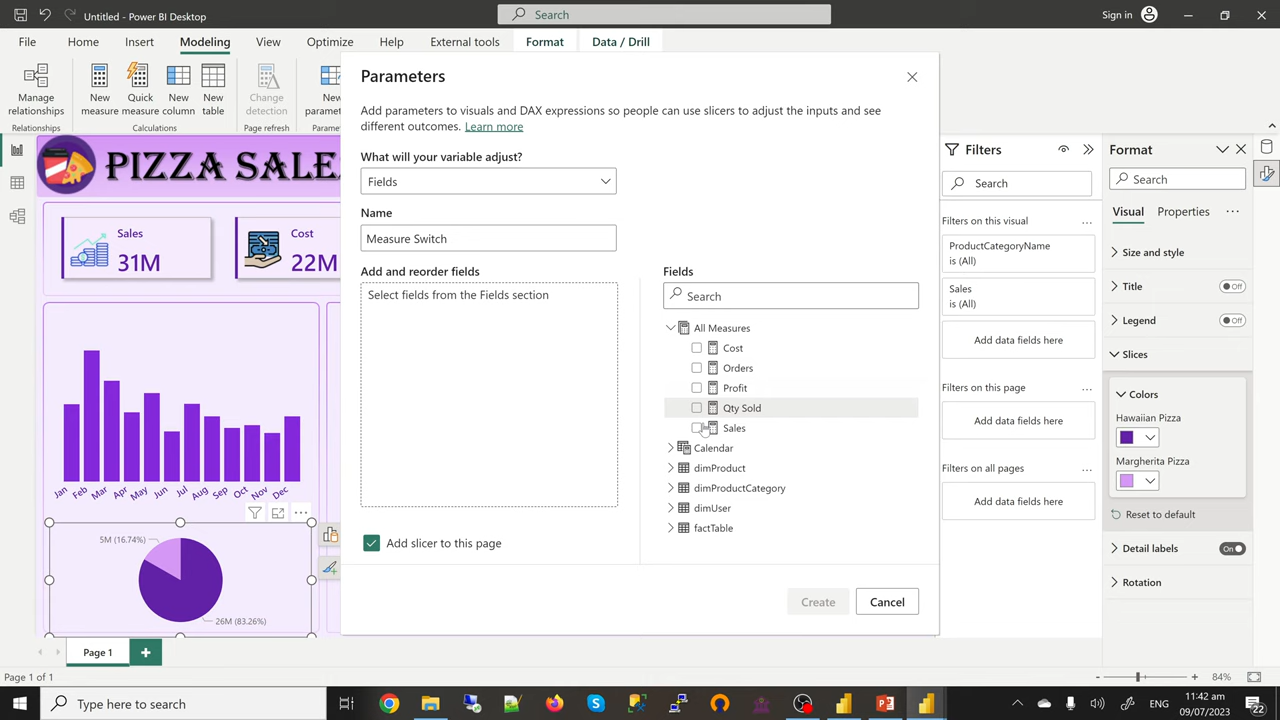 Untitled - Power BI Desktop
Search
Sign in
File
Home
Insert
Modeling
View
Optimize
Help
External tools
Format
Data / Drill
Manage
relationships
New
measure
Quick
measure
New
column
New
table
Change
detection
New
Relationships
Calculations
Page refresh
Parameters
Add parameters to visuals and DAX expressions so people can use slicers to adjust the inputs and see
different outcomes. Learn more
What will your variable adjust?
Fields
Name
Measure Switch
Add and reorder fields
Select fields from the Fields section
Add slicer to this page
Fields
Search
All Measures
Cost
Orders
Profit
Qty Sold
Sales
Calendar
dimProduct
dimProductCategory
dimUser
factTable
Create
Cancel
PIZZA SALE
Sales
31M
Cost
22M
Jan
Feb
Mar
Apr
May
Jun
Jul
Aug
Sep
Oct
Nov
Dec
5M (16.74%)
26M (83.26%)
Filters
Search
Filters on this visual
ProductCategoryName
is (All)
Sales
is (All)
Add data fields here
Filters on this page
Add data fields here
Filters on all pages
Add data fields here
Format
Search
Visual
Properties
Size and style
Title
Off
Legend
Off
Slices
Colors
Hawaiian Pizza
Margherita Pizza
Reset to default
Detail labels
On
Rotation
Page 1
Page 1 of 1
84%
Type here to search
ENG
11:42 am
09/07/2023
22